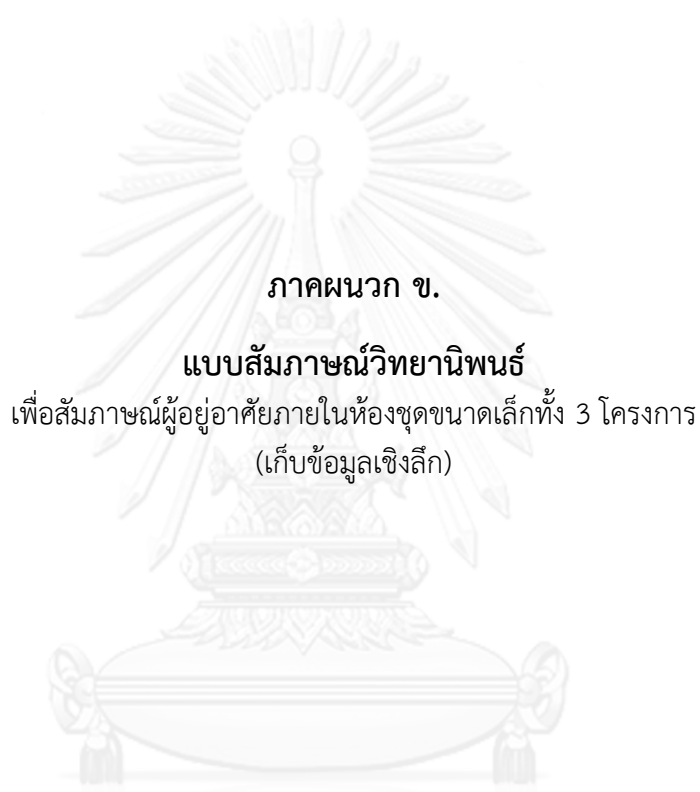 ภาคผนวก ข.
แบบสัมภาษณ์วิทยานิพนธ์
เพื่อสัมภาษณ์ผู้อยู่อาศัยภายในห้องชุดขนาดเล็กทั้ง 3 โครงการ
(เก็บข้อมูลเชิงลึก)